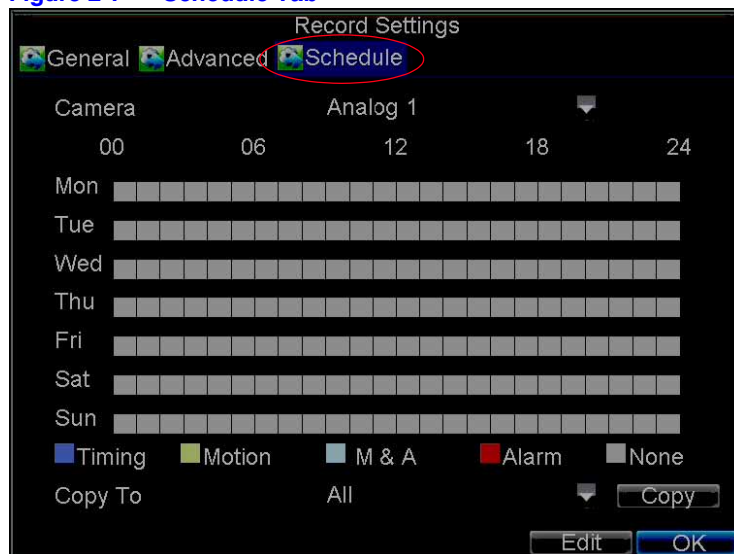 Record Settings
General Advanced Schedule
Camera Analog 1
00 06 12 18 24
Mon
Tue
Wed
Thu
Fri
Sat
Sun
Timing Motion M & A Alarm None
Copy To All Copy
Edit OK